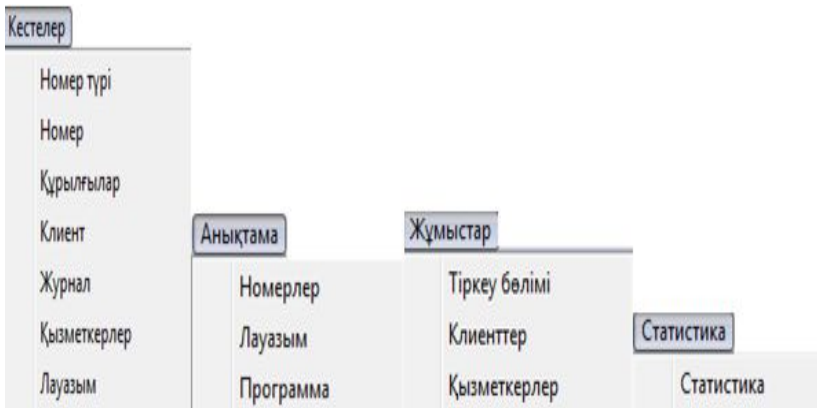 Кестелер
Номер түрі
Номер
Құрылғылар
Клиент
Журнал
Қызметкерлер
Лауазым
Анықтама
Номерлер
Лауазым
Программа
Жұмыстар
Тіркеу бөлімі
Клиенттер
Қызметкерлер
Статистика
Статистика